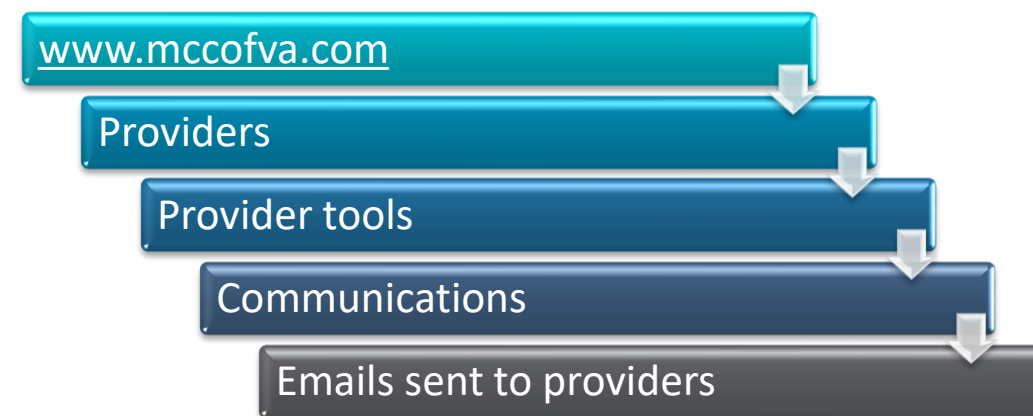 www.mccofva.com
Providers
Provider tools
Communications
Emails sent to providers